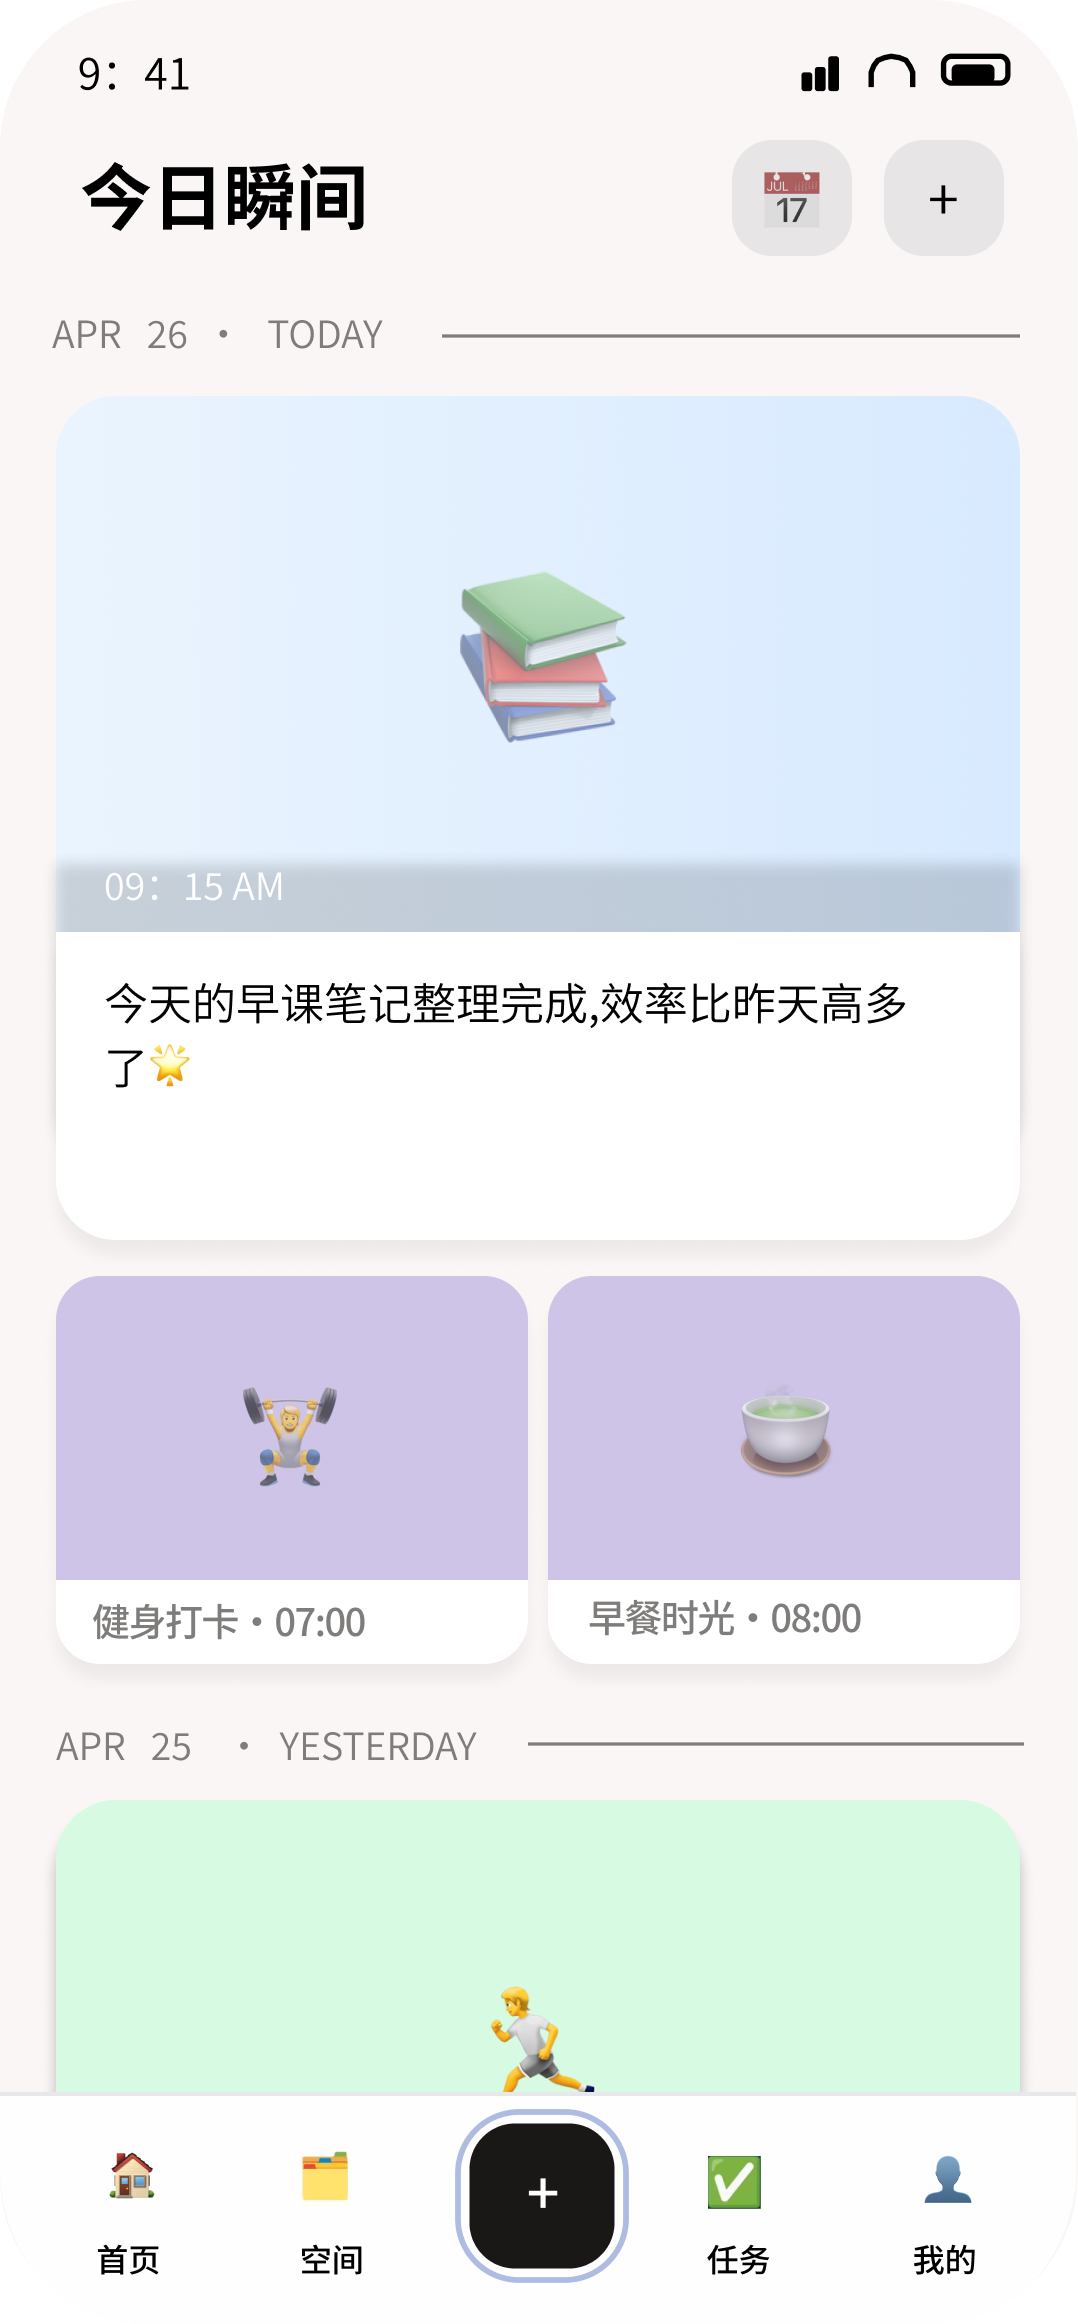 9：41
今日瞬间
JUL
17
+
APR 26 · TODAY
09：15 AM
今天的早课笔记整理完成,效率比昨天高多
了🌟
健身打卡·07:00
早餐时光·08:00
APR 25 · YESTERDAY
+
首页
空间
任务
我的